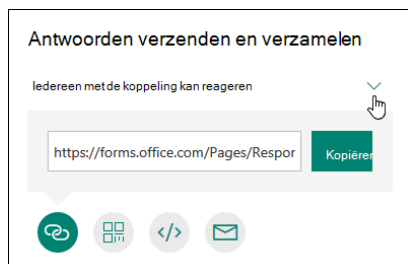 Antwoorden verzenden en verzamelen
Iedereen met de koppeling kan reageren
https://forms.office.com/Pages/Respor
Kopiëren